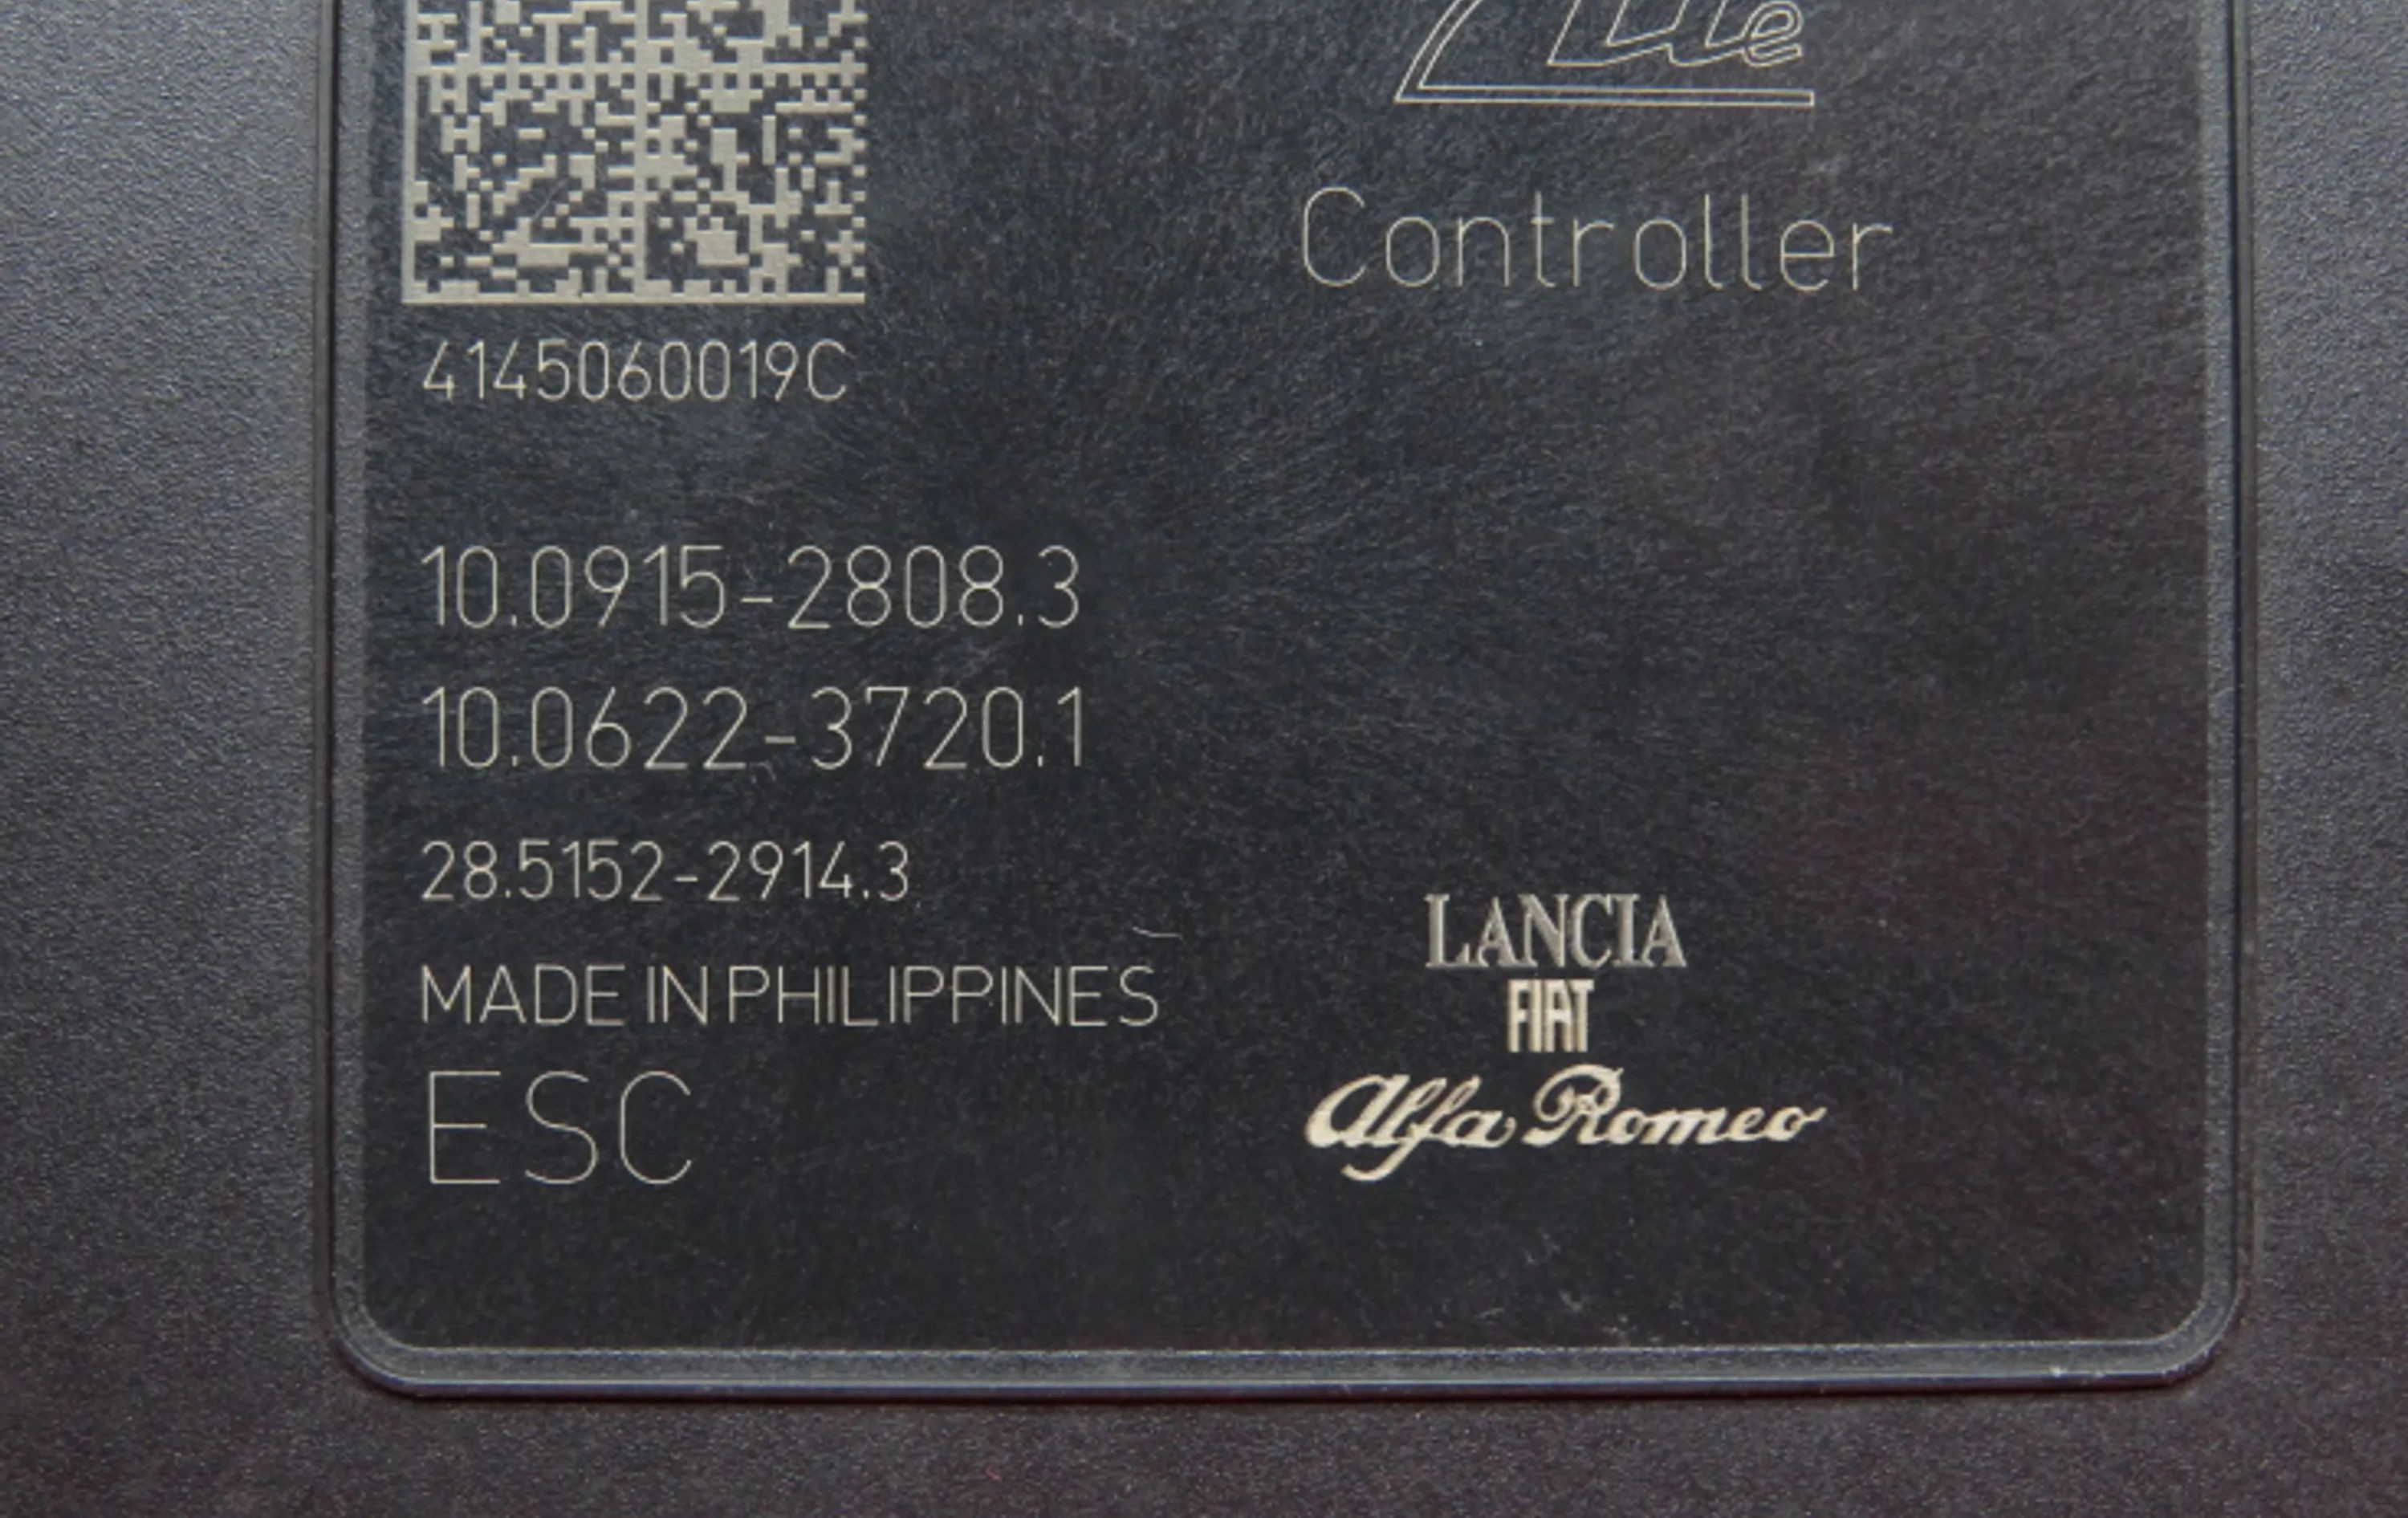 Controller
4145060019C
10.0915-2808.3
10.0622-3720.1
28.5152-2914.3
MADE IN PHILIPPINES
ESC
LANCIA
FIAT
Alfa Romeo